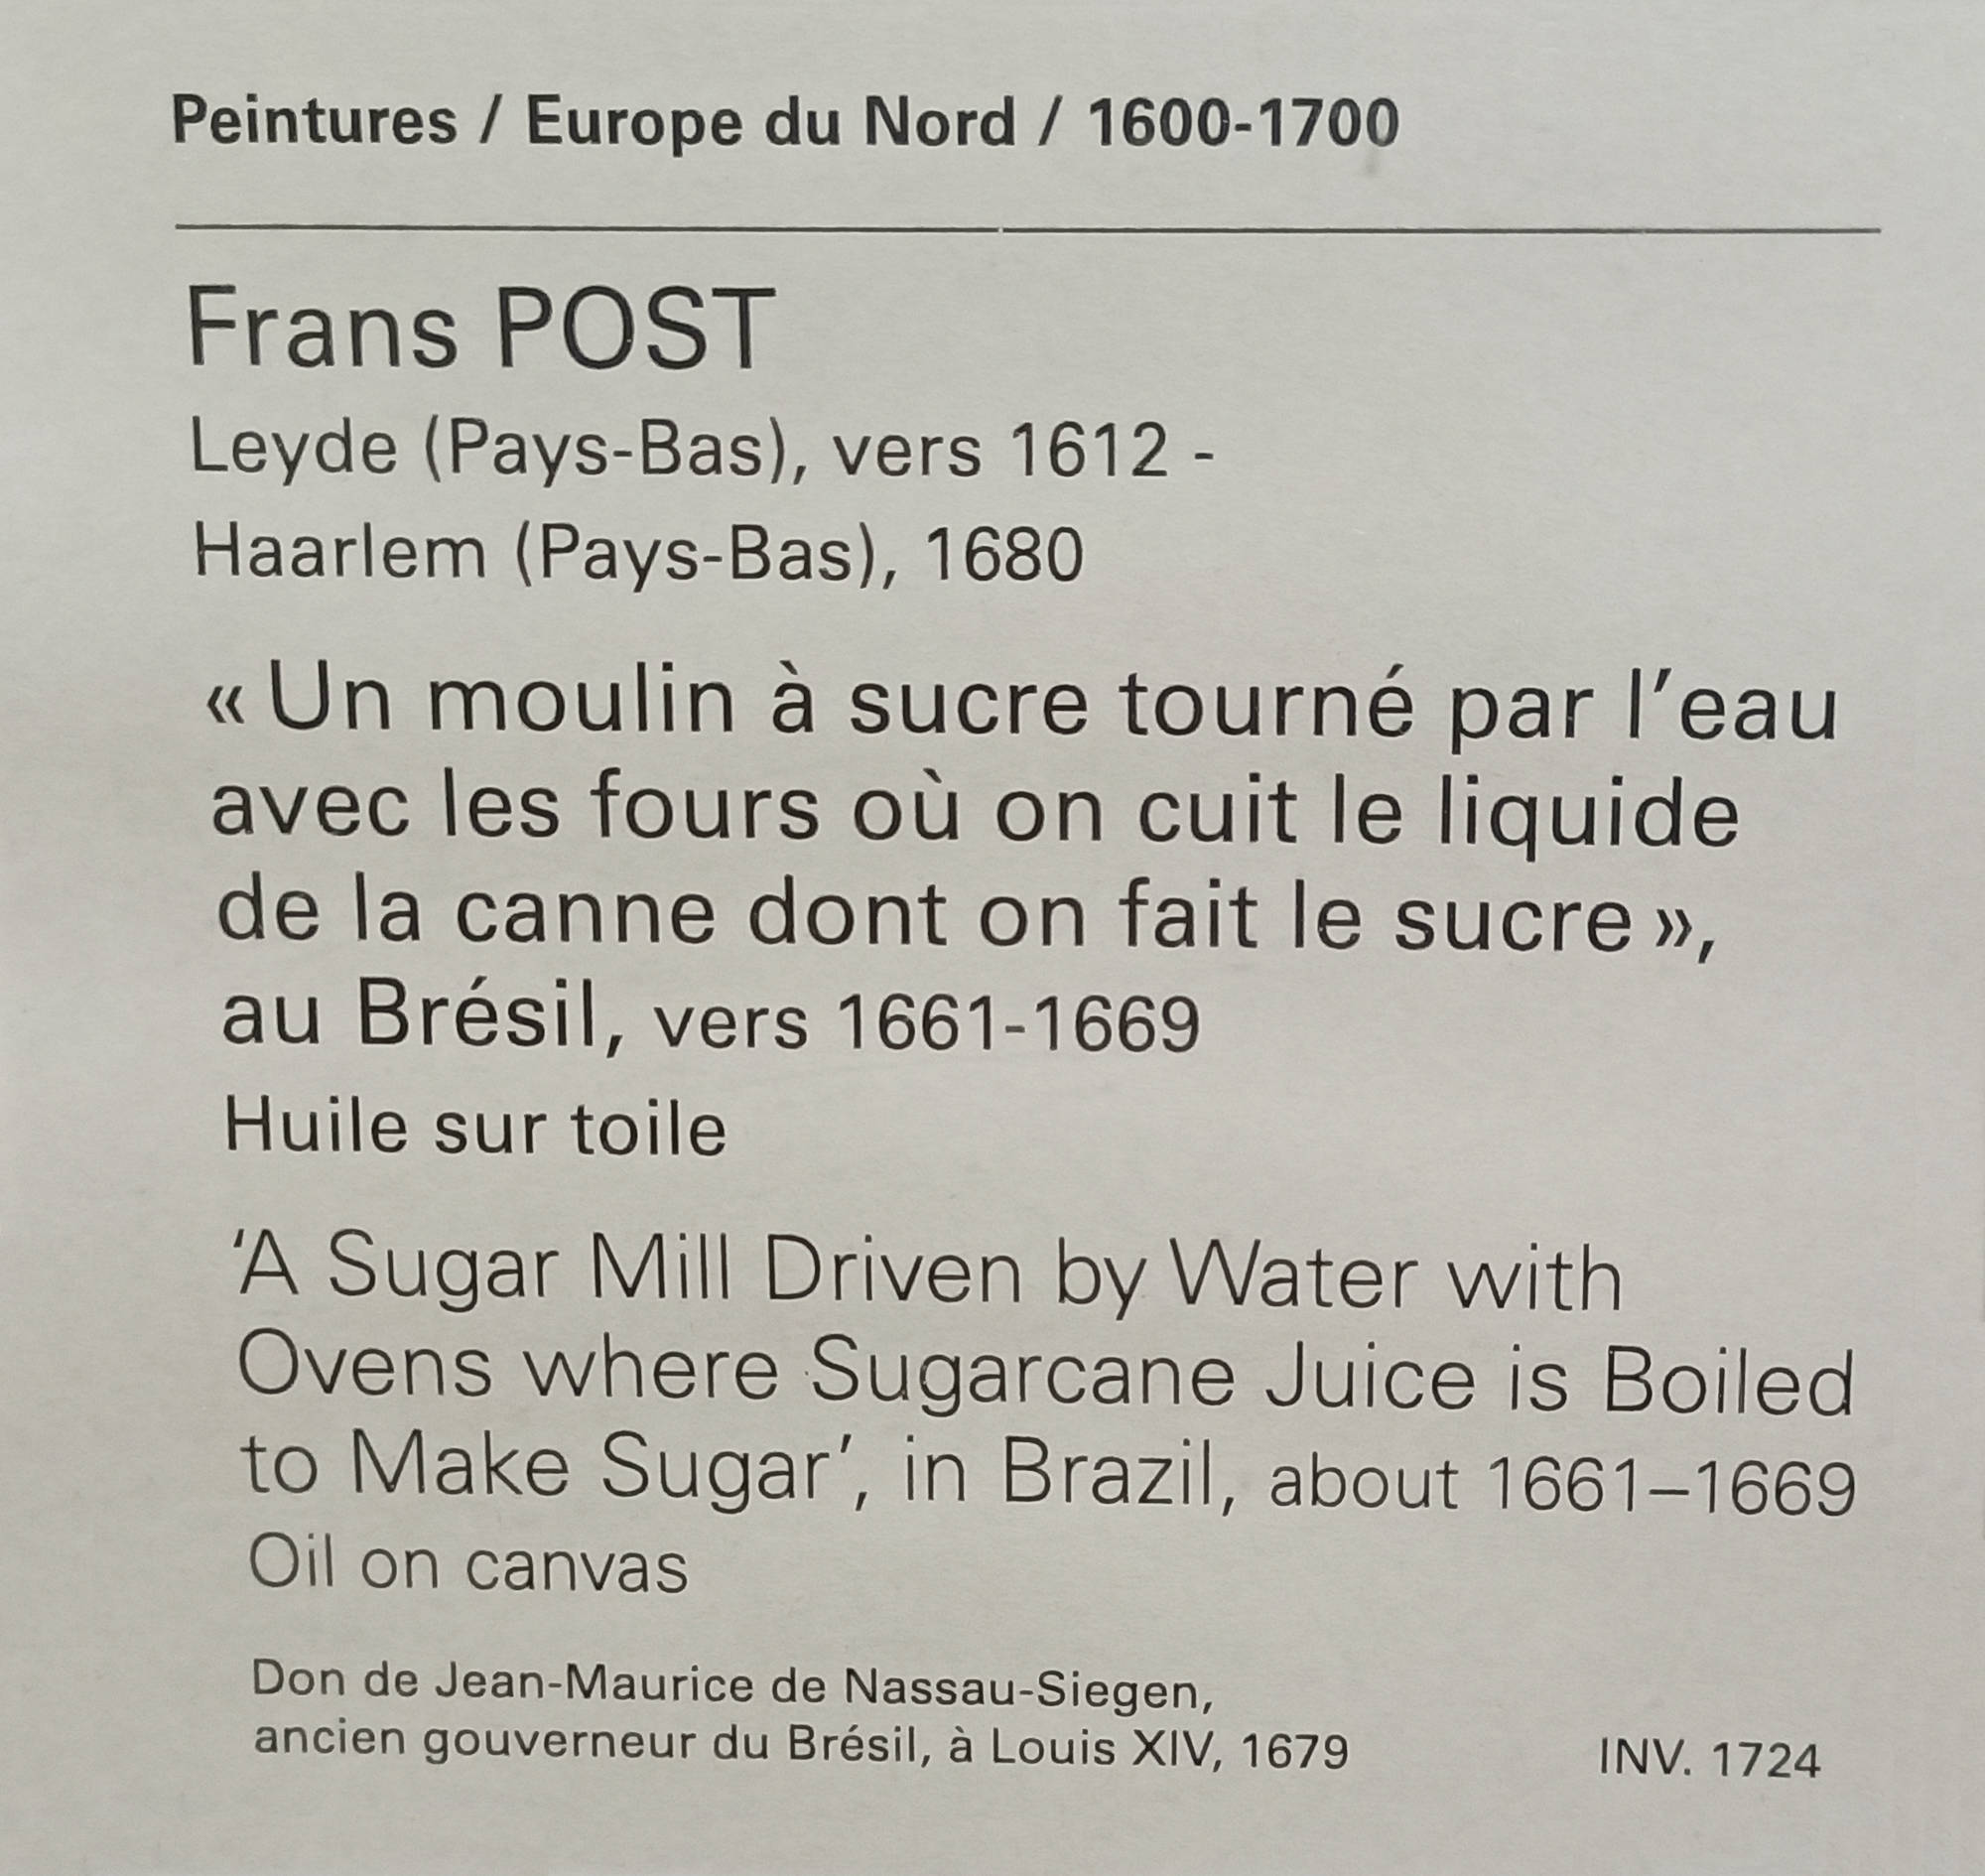 Peintures / Europe du Nord / 1600-1700
Frans POST
Leyde (Pays-Bas), vers 1612 -
Haarlem (Pays-Bas), 1680
« Un moulin à sucre tourné par l’eau
avec les fours où on cuit le liquide
de la canne dont on fait le sucre »,
au Brésil, vers 1661-1669
Huile sur toile
‘A Sugar Mill Driven by Water with
Ovens where Sugarcane Juice is Boiled
to Make Sugar’, in Brazil, about 1661–1669
Oil on canvas
Don de Jean-Maurice de Nassau-Siegen,
ancien gouverneur du Brésil, à Louis XIV, 1679
INV. 1724